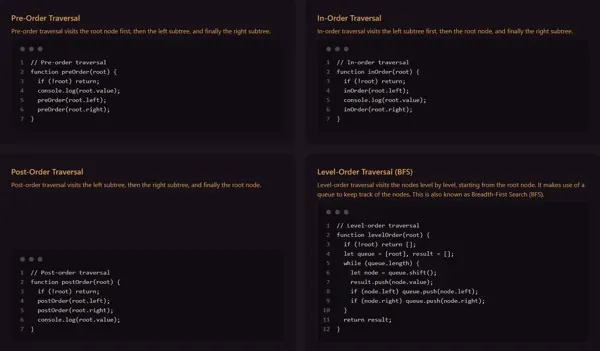 Pre-Order Traversal
Pre-order traversal visits the root node first, then the left subtree, and finally the right subtree.
1 // Pre-order traversal
2 function preOrder(root) {
3 if (!root) return;
4 console.log(root.value);
5 preOrder(root.left);
6 preOrder(root.right);
7 }
In-Order Traversal
In-order traversal visits the left subtree first, then the root node, and finally the right subtree.
1 // In-order traversal
2 function inOrder(root) {
3 if (!root) return;
4 inOrder(root.left);
5 console.log(root.value);
6 inOrder(root.right);
7 }
Post-Order Traversal
Post-order traversal visits the left subtree, then the right subtree, and finally the root node.
1 // Post-order traversal
2 function postOrder(root) {
3 if (!root) return;
4 postOrder(root.left);
5 postOrder(root.right);
6 console.log(root.value);
7 }
Level-Order Traversal (BFS)
Level-order traversal visits the nodes level by level, starting from the root node. It makes use of a
queue to keep track of the nodes. This is also known as Breadth-First Search (BFS).
1 // Level-order traversal
2 function levelOrder(root) {
3 if (!root) return [];
4 let queue = [root], result = [];
5 while (queue.length) {
6 let node = queue.shift();
7 result.push(node.value);
8 if (node.left) queue.push(node.left);
9 if (node.right) queue.push(node.right);
10 }
11 return result;
12 }